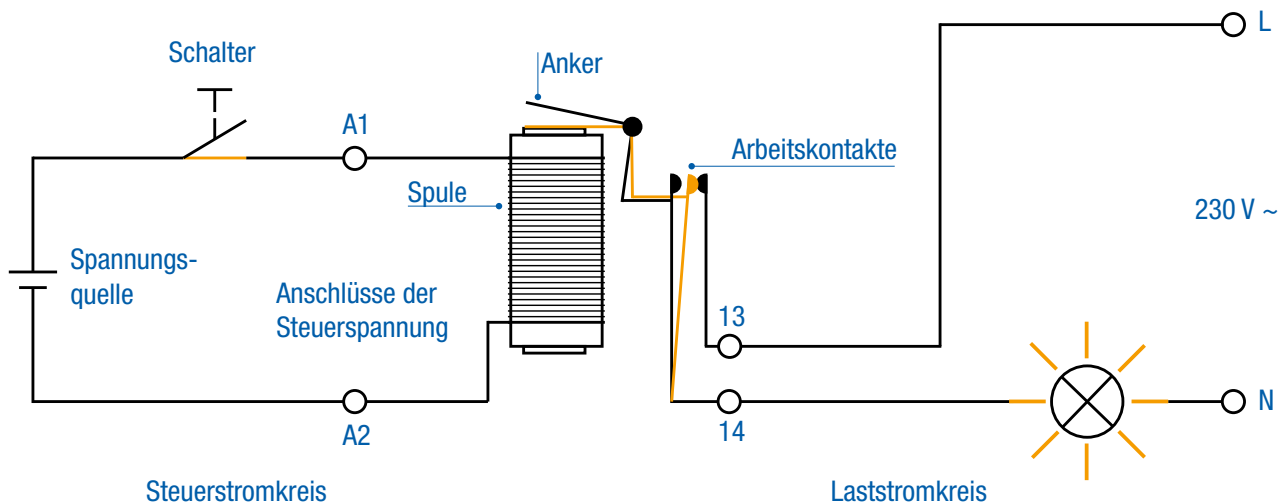 L
Schalter
Anker
A1
Arbeitskontakte
Spule
230 V ~
Spannungs-
quelle
Anschlüsse der
Steuerspannung
13
14
N
A2
Steuerstromkreis
Laststromkreis